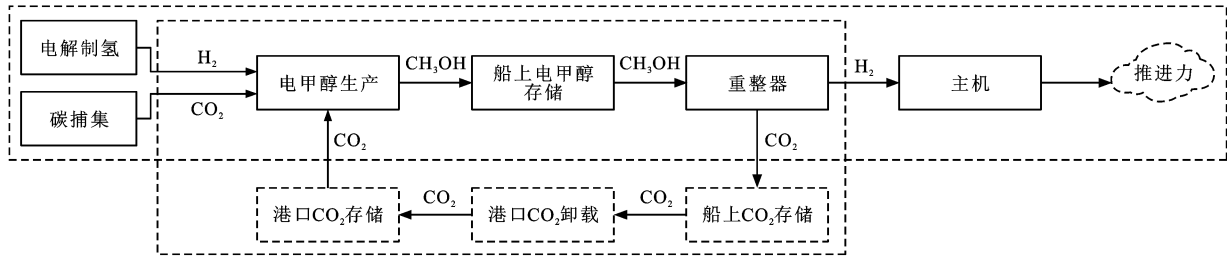 电解制氢
碳捕集
H₂
CO₂
电甲醇生产
CH₃OH
船上电甲醇
存储
CH₃OH
重整器
H₂
主机
推进力
CO₂
CO₂
港口CO₂存储
CO₂
港口CO₂卸载
CO₂
船上CO₂存储